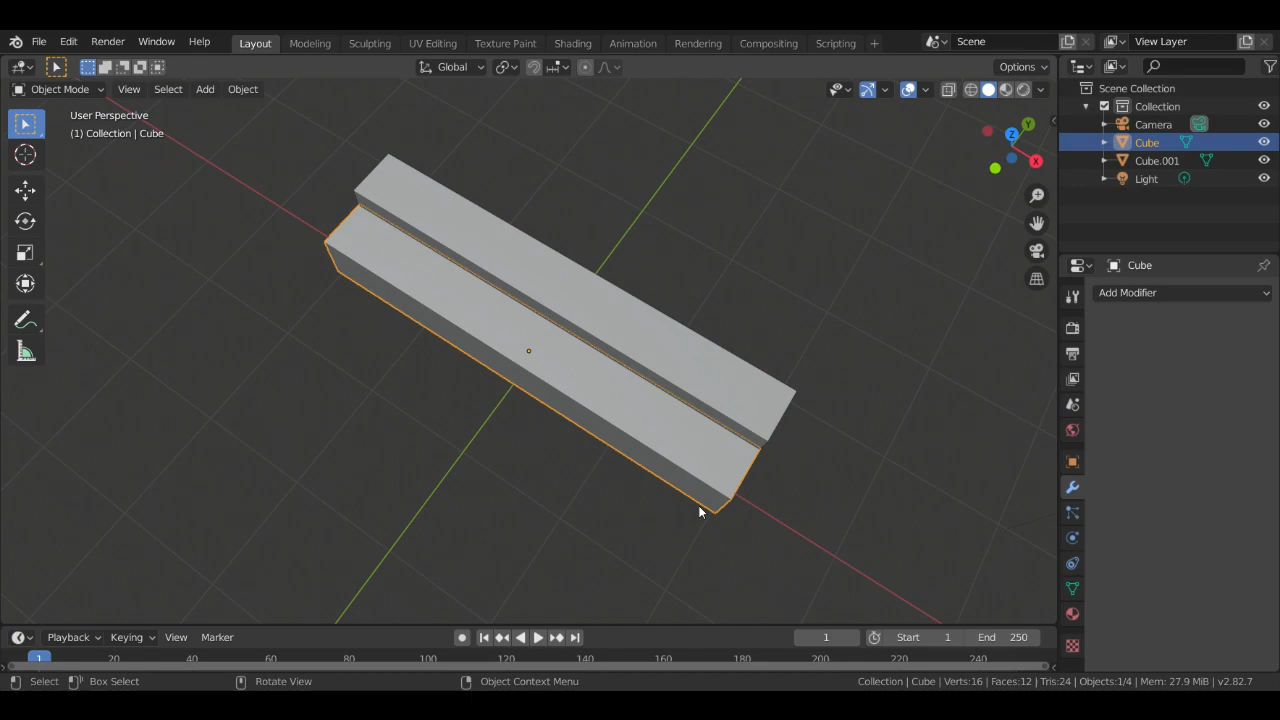 File Edit Render Window Help
Layout Modeling Sculpting UV Editing Texture Paint Shading Animation Rendering Compositing Scripting +
Scene
View Layer
Global
Options
Object Mode View Select Add Object
User Perspective
(1) Collection | Cube
X
Y
Z
Scene Collection
Collection
Camera
Cube
Cube.001
Light
Cube
Add Modifier
Playback Keying View Marker
1
Start 1
End 250
1 20 40 60 80 100 120 140 160 180 200 220 240
Select Box Select Rotate View Object Context Menu
Collection | Cube | Verts:16 | Faces:12 | Tris:24 | Objects:1/4 | Mem: 27.9 MiB | v2.82.7